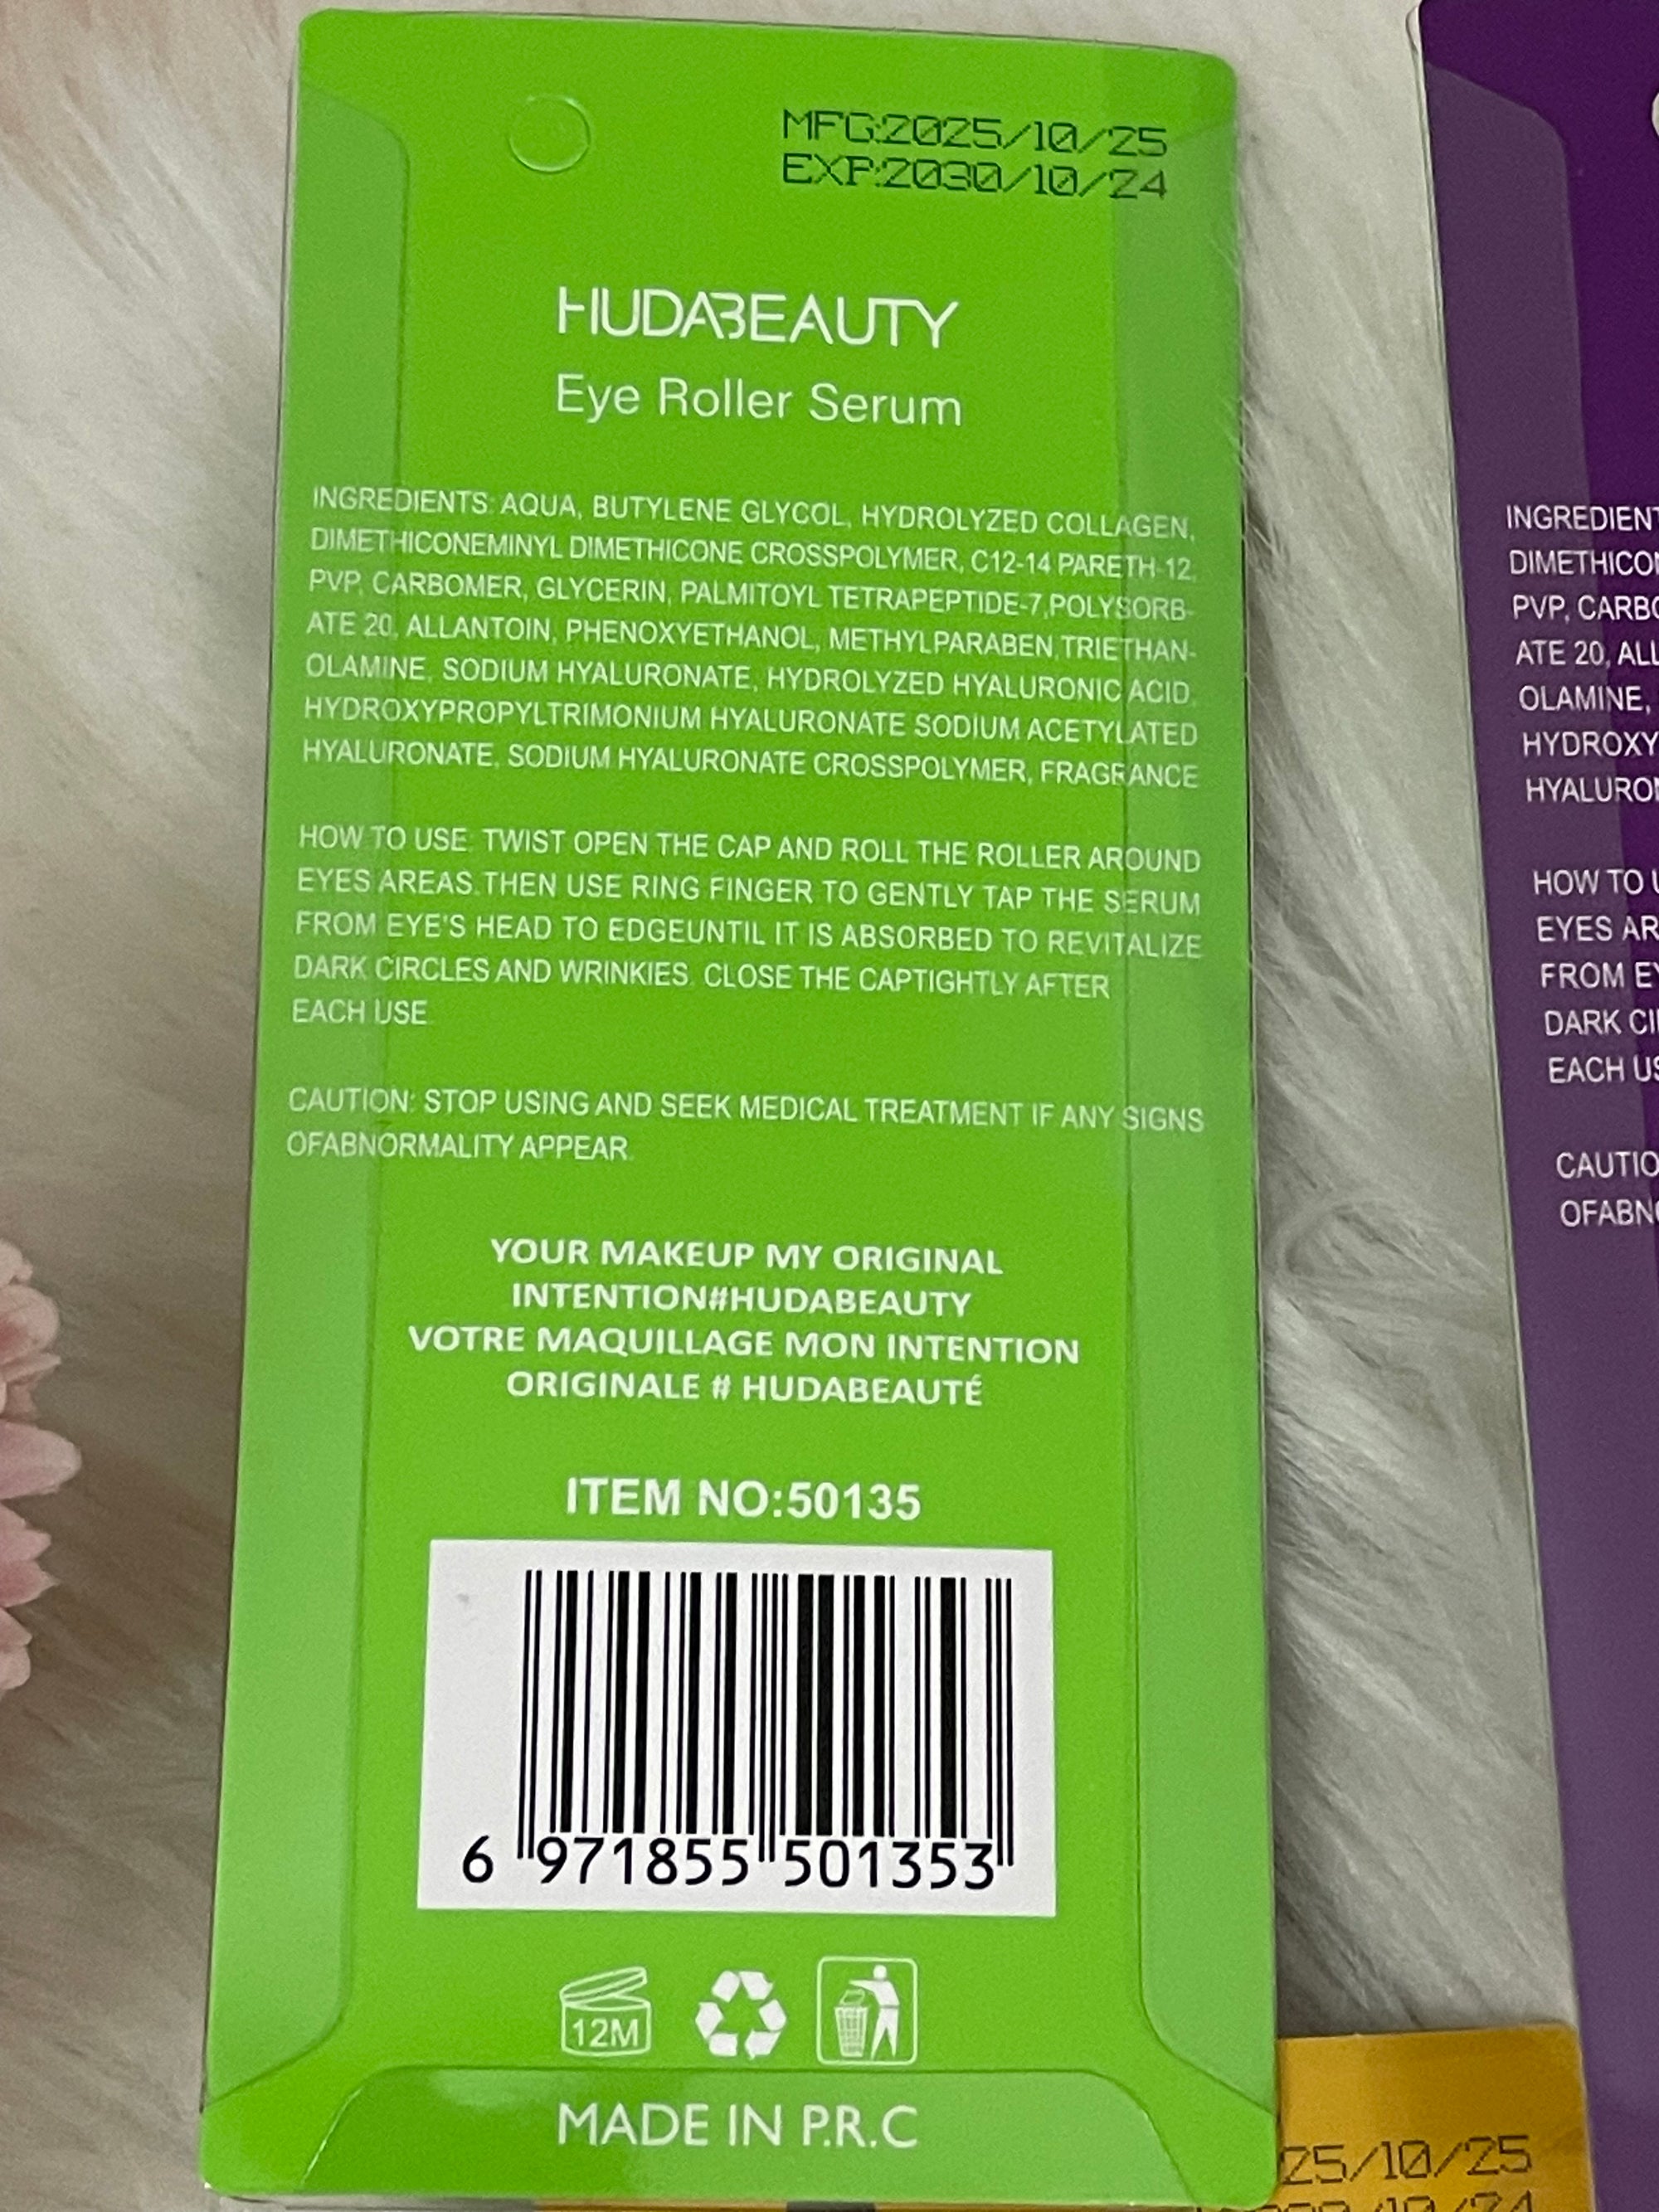 MFG:2025/10/25
EXP:2030/10/24
HUDABEAUTY
Eye Roller Serum
INGREDIENTS: AQUA, BUTYLENE GLYCOL, HYDROLYZED COLLAGEN,
DIMETHICONEMINYL DIMETHICONE CROSSPOLYMER, C12-14 PARETH-12,
PVP, CARBOMER, GLYCERIN, PALMITOYL TETRAPEPTIDE-7,POLYSORB-
ATE 20, ALLANTOIN, PHENOXYETHANOL, METHYLPARABEN,TRIETHAN-
OLAMINE, SODIUM HYALURONATE, HYDROLYZED HYALURONIC ACID,
HYDROXYPROPYLTRIMONIUM HYALURONATE SODIUM ACETYLATED
HYALURONATE, SODIUM HYALURONATE CROSSPOLYMER, FRAGRANCE
HOW TO USE: TWIST OPEN THE CAP AND ROLL THE ROLLER AROUND
EYES AREAS.THEN USE RING FINGER TO GENTLY TAP THE SERUM
FROM EYE'S HEAD TO EDGEUNTIL IT IS ABSORBED TO REVITALIZE
DARK CIRCLES AND WRINKIES. CLOSE THE CAPTIGHTLY AFTER
EACH USE.
CAUTION: STOP USING AND SEEK MEDICAL TREATMENT IF ANY SIGNS
OFABNORMALITY APPEAR.
YOUR MAKEUP MY ORIGINAL
INTENTION#HUDABEAUTY
VOTRE MAQUILLAGE MON INTENTION
ORIGINALE # HUDABEAUTÉ
ITEM NO:50135
6 971855 501353
12M
MADE IN P.R.C
INGREDIENT
DIMETHICO
PVP, CARBO
ATE 20, ALL
OLAMINE,
HYDROXY
HYALURO
HOW TO U
EYES AR
FROM EY
DARK CI
EACH US
CAUTIO
OFABN
25/10/25